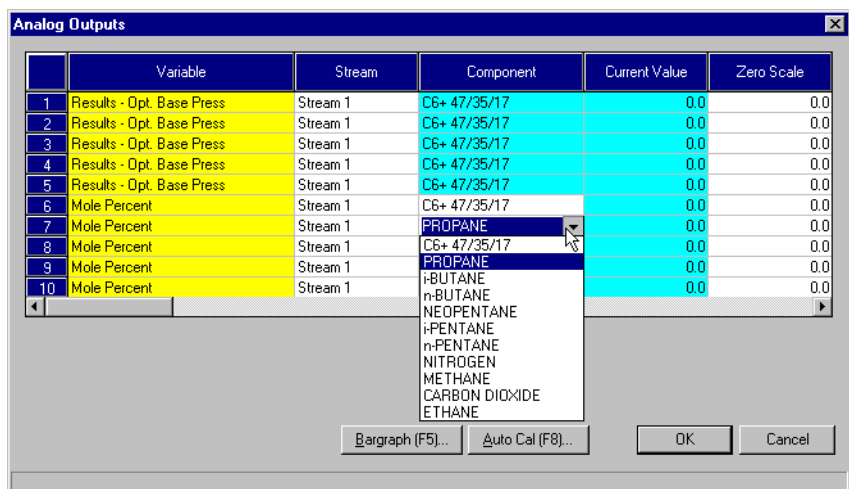 Analog Outputs
Variable Stream Component Current Value Zero Scale
1 Results - Opt. Base Press Stream 1 C6+ 47/35/17 0.0 0.0
2 Results - Opt. Base Press Stream 1 C6+ 47/35/17 0.0 0.0
3 Results - Opt. Base Press Stream 1 C6+ 47/35/17 0.0 0.0
4 Results - Opt. Base Press Stream 1 C6+ 47/35/17 0.0 0.0
5 Results - Opt. Base Press Stream 1 C6+ 47/35/17 0.0 0.0
6 Mole Percent Stream 1 C6+ 47/35/17 0.0 0.0
7 Mole Percent Stream 1 PROPANE 0.0 0.0
8 Mole Percent Stream 1 C6+ 47/35/17 0.0 0.0
9 Mole Percent Stream 1 PROPANE 0.0 0.0
10 Mole Percent Stream 1 i-BUTANE 0.0 0.0
n-BUTANE
NEOPENTANE
i-PENTANE
n-PENTANE
NITROGEN
METHANE
CARBON DIOXIDE
ETHANE
Bargraph (F5)... Auto Cal (F8)... OK Cancel